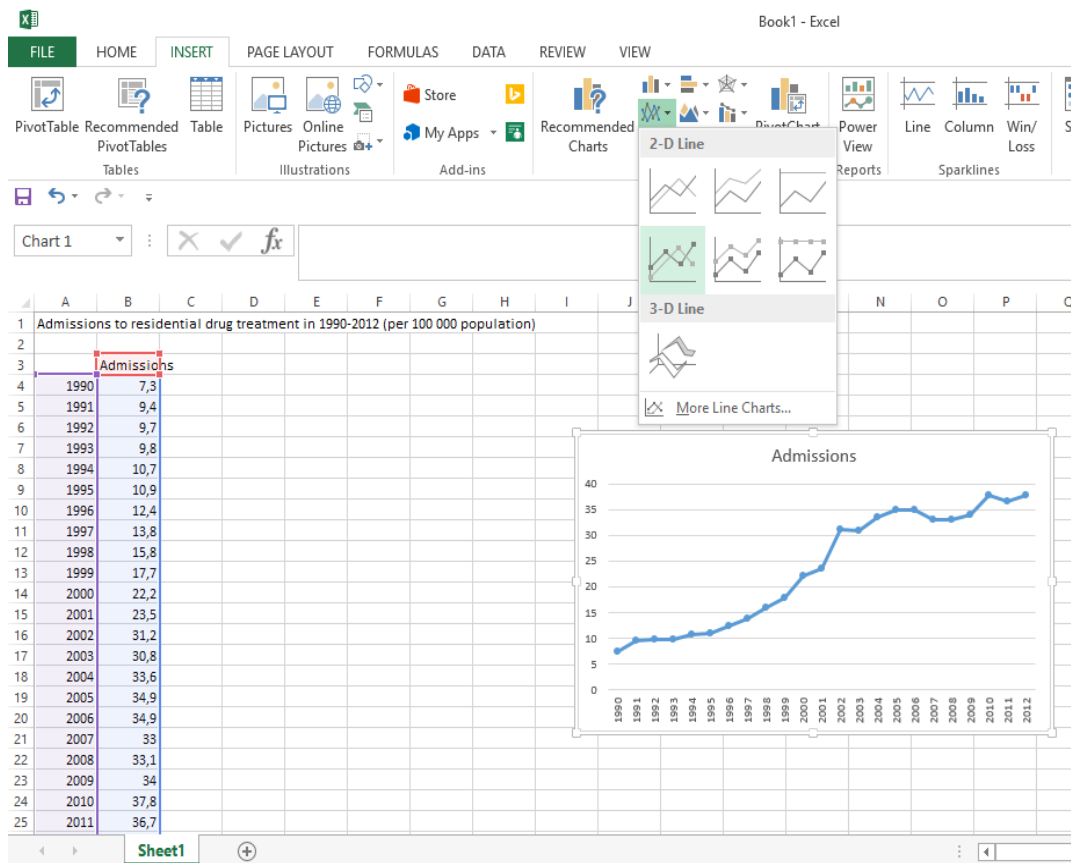 Book1 - Excel
FILE HOME INSERT PAGE LAYOUT FORMULAS DATA REVIEW VIEW
PivotTable Recommended PivotTables Table
Tables
Pictures Online Pictures
Illustrations
Store
My Apps
Add-ins
Recommended Charts
PivotChart
Power View
Reports
Line Column Win/Loss
Sparklines
2-D Line
3-D Line
More Line Charts...
Chart 1
fx
A B C D E F G H I J N O P Q
1 Admissions to residential drug treatment in 1990-2012 (per 100 000 population)
2
3 Admissions
4 1990 7,3
5 1991 9,4
6 1992 9,7
7 1993 9,8
8 1994 10,7
9 1995 10,9
10 1996 12,4
11 1997 13,8
12 1998 15,8
13 1999 17,7
14 2000 22,2
15 2001 23,5
16 2002 31,2
17 2003 30,8
18 2004 33,6
19 2005 34,9
20 2006 34,9
21 2007 33
22 2008 33,1
23 2009 34
24 2010 37,8
25 2011 36,7
Admissions
40
35
30
25
20
15
10
5
0
1990 1991 1992 1993 1994 1995 1996 1997 1998 1999 2000 2001 2002 2003 2004 2005 2006 2007 2008 2009 2010 2011 2012
Sheet1